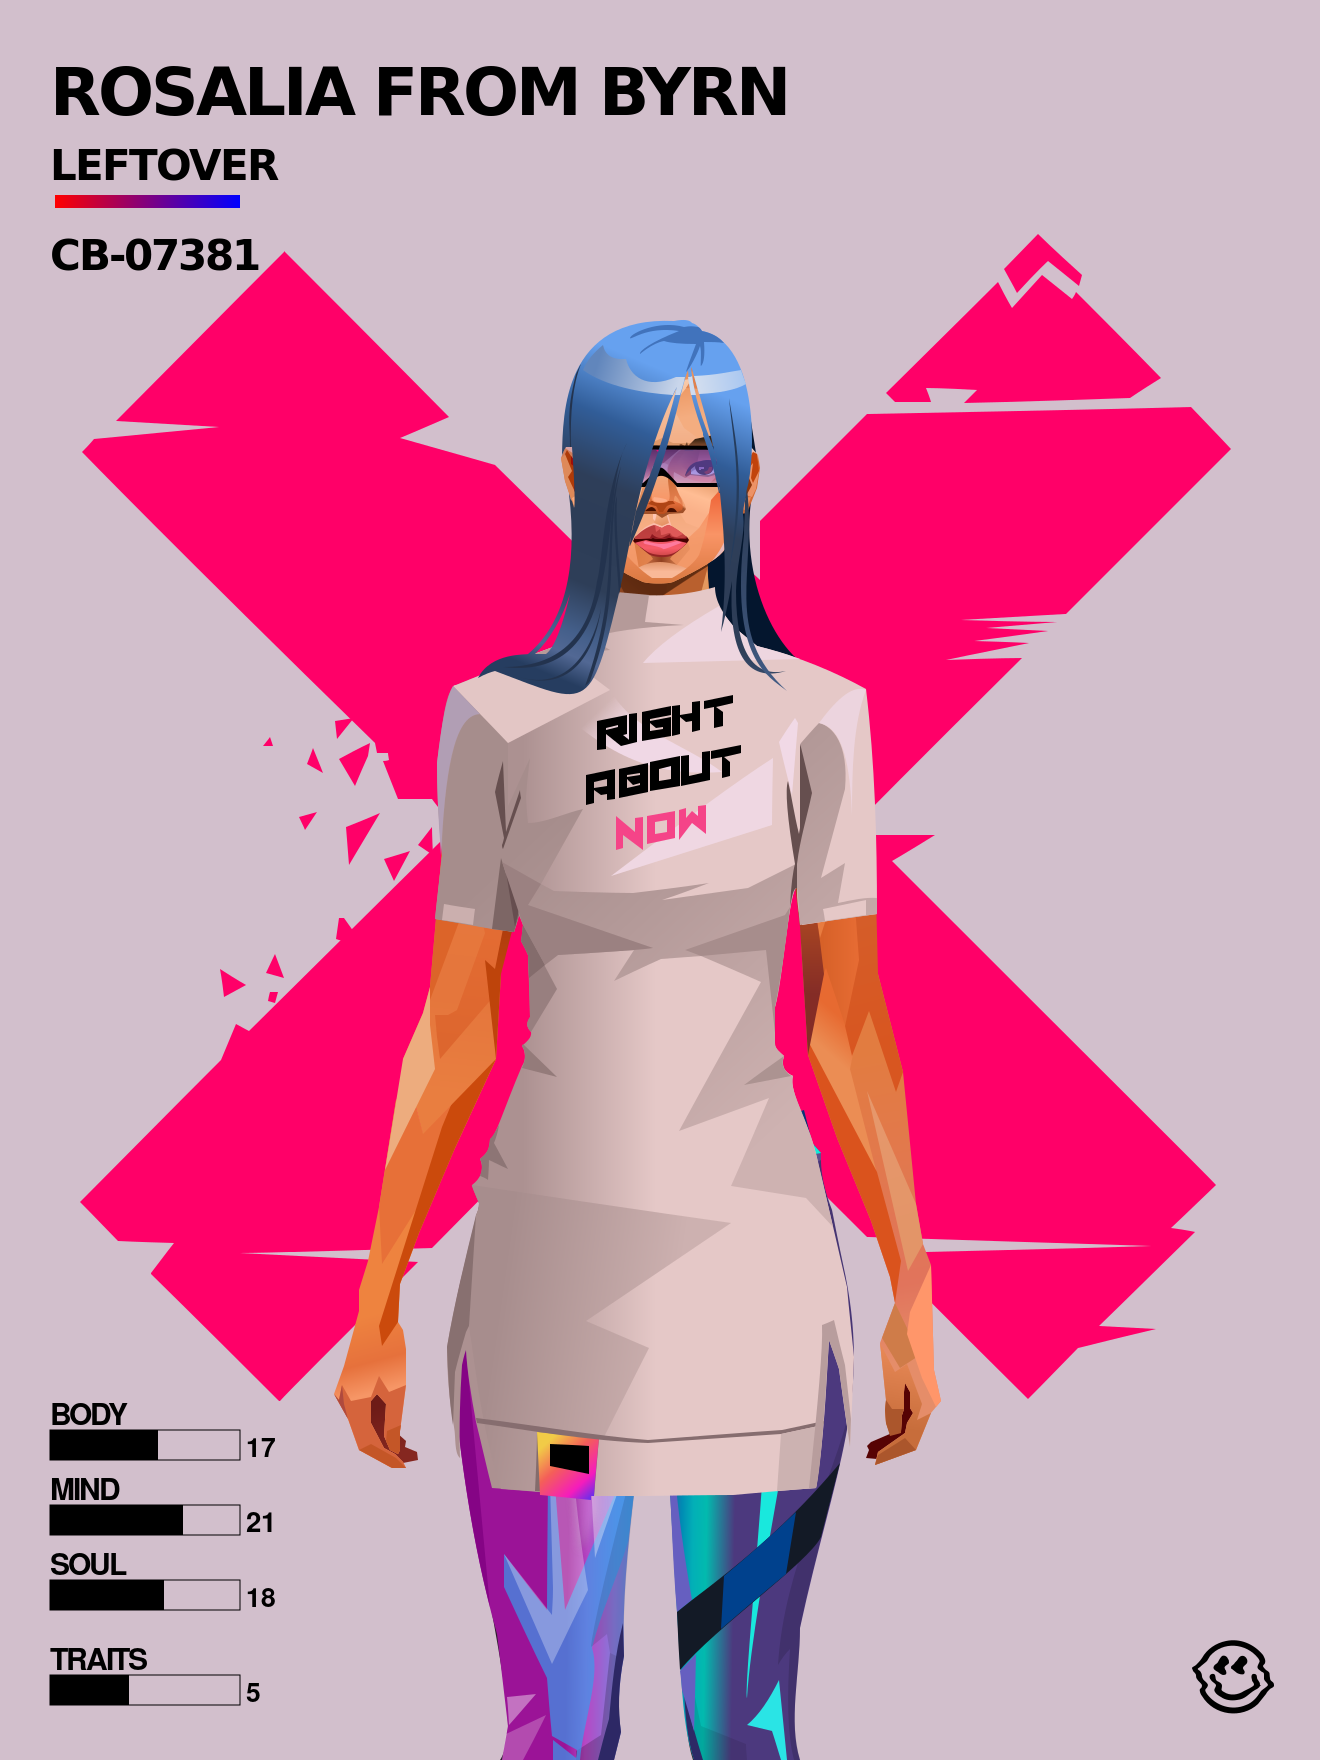 ROSALIA FROM BYRN
LEFTOVER
CB-07381
RIGHT
ABOUT
NOW
BODY
17
MIND
21
SOUL
18
TRAITS
5